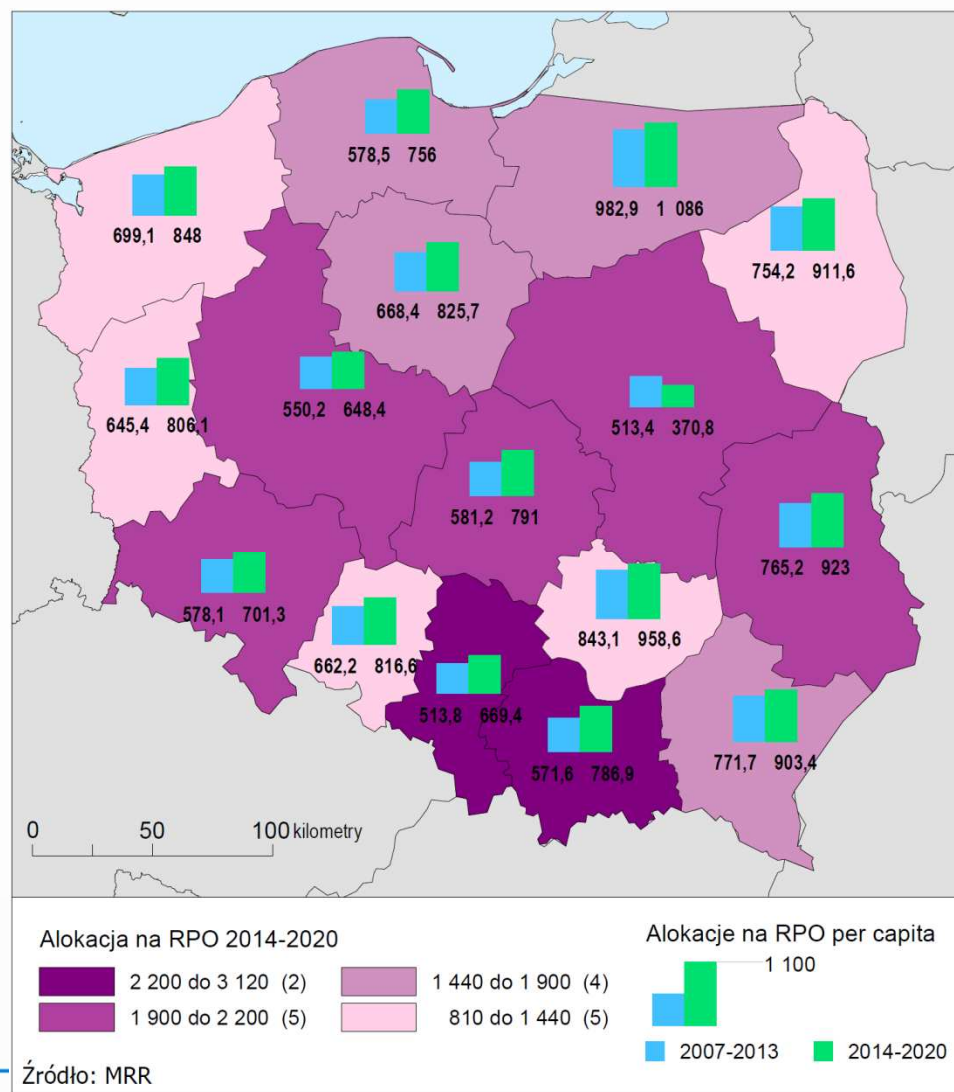 578,5 756
982,9 1 086
699,1 848
754,2 911,6
668,4 825,7
550,2 648,4
513,4 370,8
645,4 806,1
581,2 791
765,2 923
578,1 701,3
843,1 958,6
662,2 816,6
513,8 669,4
771,7 903,4
571,6 786,9
0 50 100 kilometry
Alokacja na RPO 2014-2020
2 200 do 3 120 (2)
1 440 do 1 900 (4)
1 900 do 2 200 (5)
810 do 1 440 (5)
Alokacje na RPO per capita
1 100
2007-2013 2014-2020
Źródło: MRR